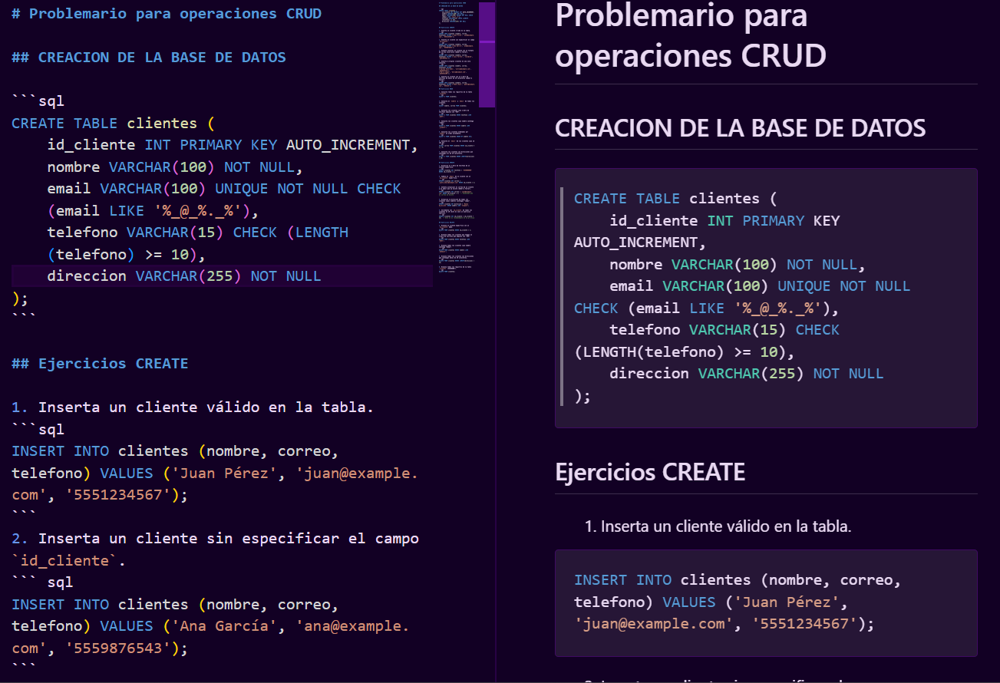 # Problemario para operaciones CRUD
## CREACION DE LA BASE DE DATOS
```sql
CREATE TABLE clientes (
id_cliente INT PRIMARY KEY AUTO_INCREMENT,
nombre VARCHAR(100) NOT NULL,
email VARCHAR(100) UNIQUE NOT NULL CHECK
(email LIKE '%_@_%._%'),
telefono VARCHAR(15) CHECK (LENGTH
(telefono) >= 10),
direccion VARCHAR(255) NOT NULL
);
```
## Ejercicios CREATE
1. Inserta un cliente válido en la tabla.
```sql
INSERT INTO clientes (nombre, correo,
telefono) VALUES ('Juan Pérez', 'juan@example.
com', '5551234567');
```
2. Inserta un cliente sin especificar el campo
`id_cliente`.
``` sql
INSERT INTO clientes (nombre, correo,
telefono) VALUES ('Ana García', 'ana@example.
com', '5559876543');
```
Problemario para
operaciones CRUD
CREACION DE LA BASE DE DATOS
CREATE TABLE clientes (
id_cliente INT PRIMARY KEY
AUTO_INCREMENT,
nombre VARCHAR(100) NOT NULL,
email VARCHAR(100) UNIQUE NOT NULL
CHECK (email LIKE '%_@_%._%'),
telefono VARCHAR(15) CHECK
(LENGTH(telefono) >= 10),
direccion VARCHAR(255) NOT NULL
);
Ejercicios CREATE
1. Inserta un cliente válido en la tabla.
INSERT INTO clientes (nombre, correo,
telefono) VALUES ('Juan Pérez',
'juan@example.com', '5551234567');